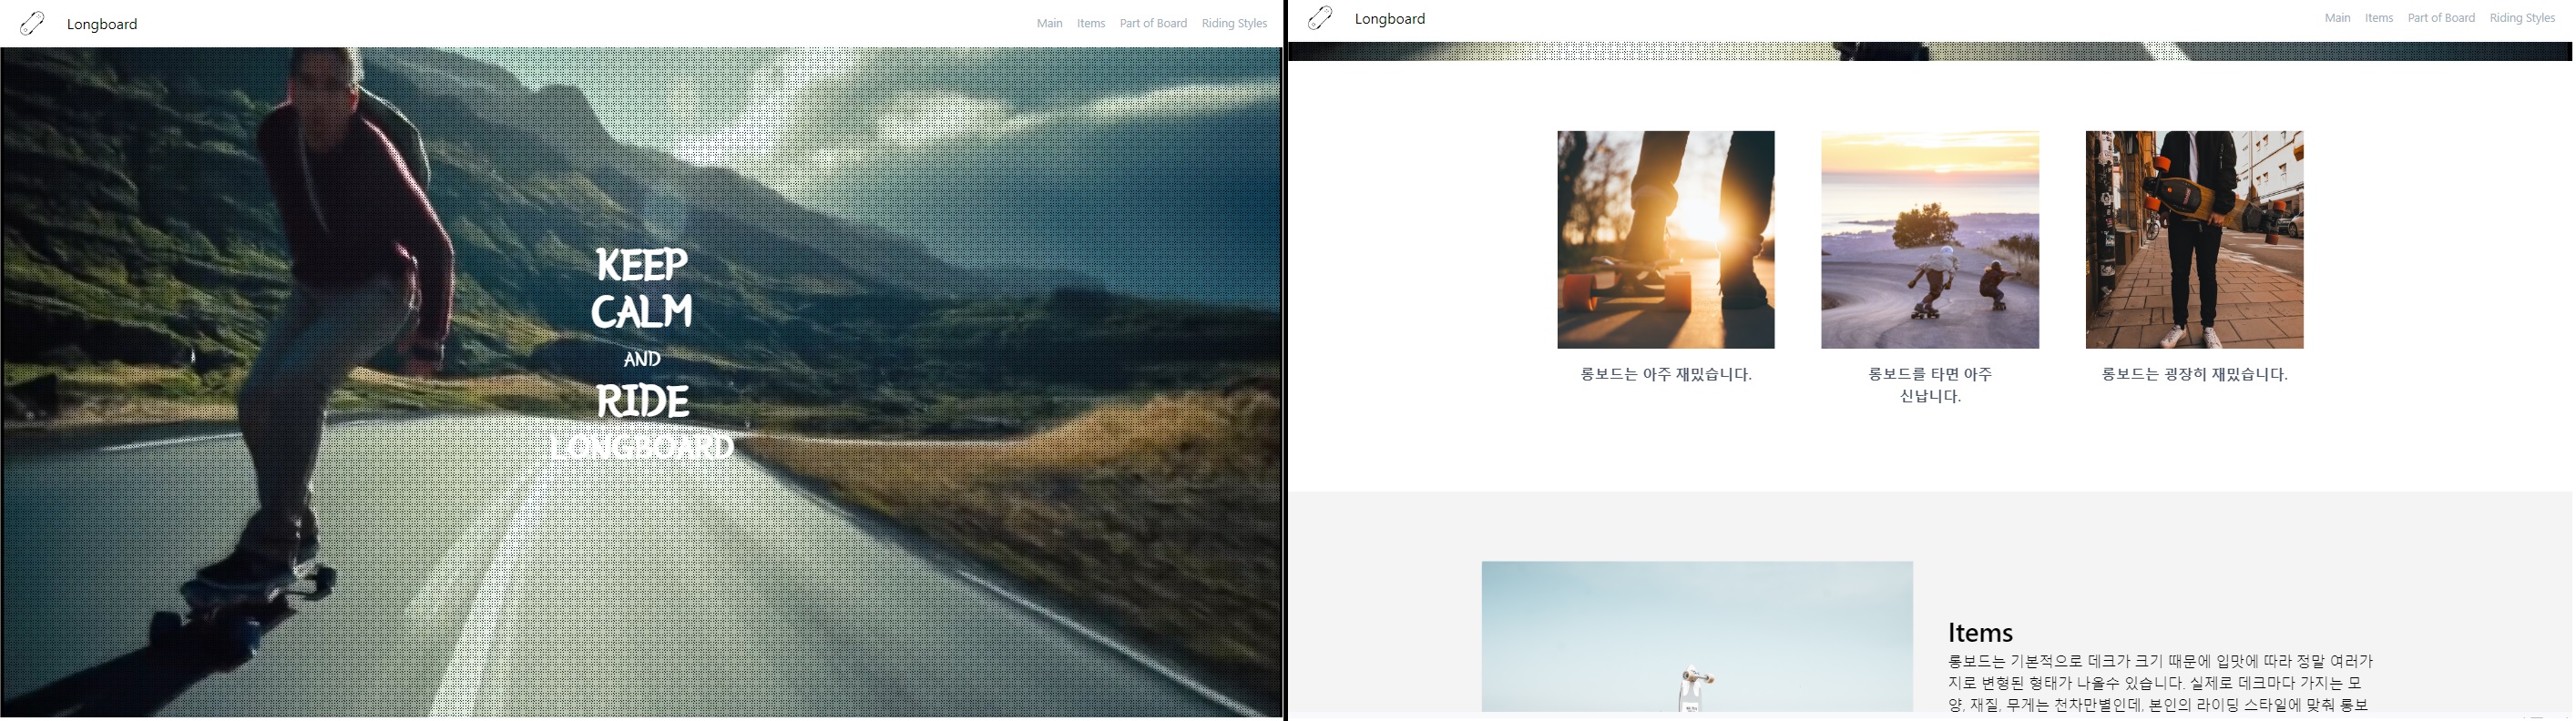 Longboard
Main Items Part of Board Riding Styles
KEEP
CALM
AND
RIDE
LONGBOARD
Longboard
Main Items Part of Board Riding Styles
롱보드는 아주 재밌습니다.
롱보드를 타면 아주
신납니다.
롱보드는 굉장히 재밌습니다.
Items
롱보드는 기본적으로 데크가 크기 때문에 입맛에 따라 정말 여러가
지로 변형된 형태가 나올수 있습니다. 실제로 데크마다 가지는 모
양, 재질, 무게는 천차만별인데, 본인의 라이딩 스타일에 맞춰 롱보